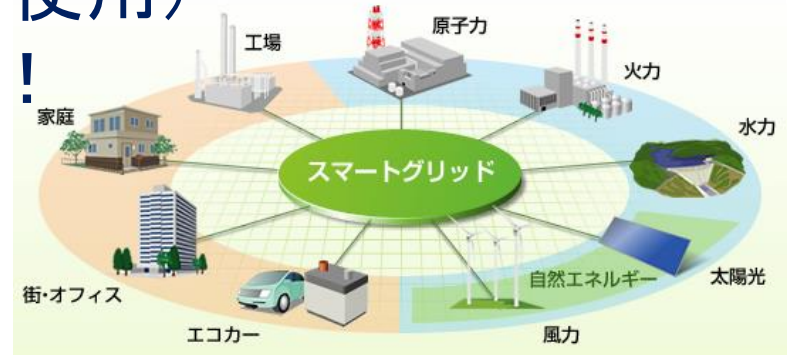 使用)
!
工場
原子力
火力
家庭
水力
スマートグリッド
街・オフィス
自然エネルギー
太陽光
エコカー
風力